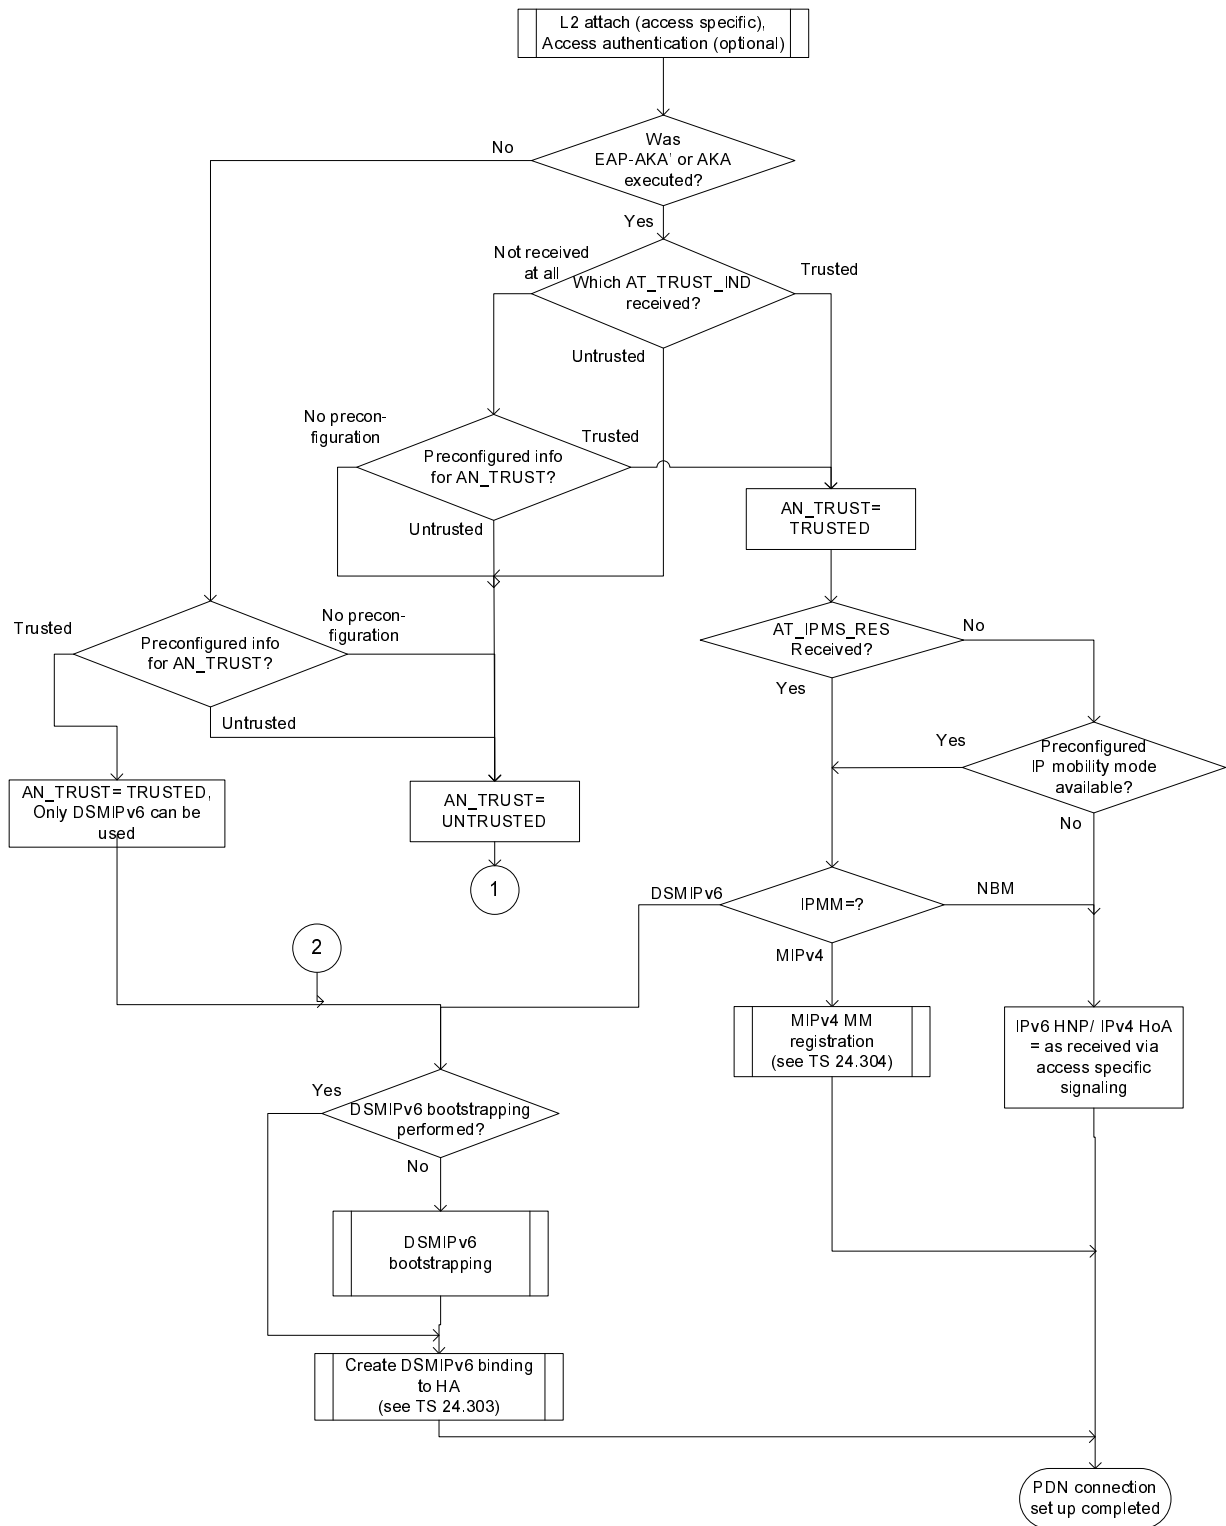 L2 attach (access specific),
Access authentication (optional)
Was
EAP-AKA' or AKA
executed?
No
Yes
Not received
at all
Which AT_TRUST_IND
received?
Trusted
Untrusted
No precon-
figuration
Preconfigured info
for AN_TRUST?
Trusted
Untrusted
AN_TRUST=
TRUSTED
Trusted
Preconfigured info
for AN_TRUST?
No precon-
figuration
Untrusted
AT_IPMS_RES
Received?
No
Yes
Preconfigured
IP mobility mode
available?
Yes
No
AN_TRUST= TRUSTED,
Only DSMIPv6 can be
used
AN_TRUST=
UNTRUSTED
1
DSMIPv6
IPMM=?
NBM
MIPv4
2
MIPv4 MM
registration
(see TS 24.304)
IPv6 HNP/ IPv4 HoA
= as received via
access specific
signaling
Yes
DSMIPv6 bootstrapping
performed?
No
DSMIPv6
bootstrapping
Create DSMIPv6 binding
to HA
(see TS 24.303)
PDN connection
set up completed